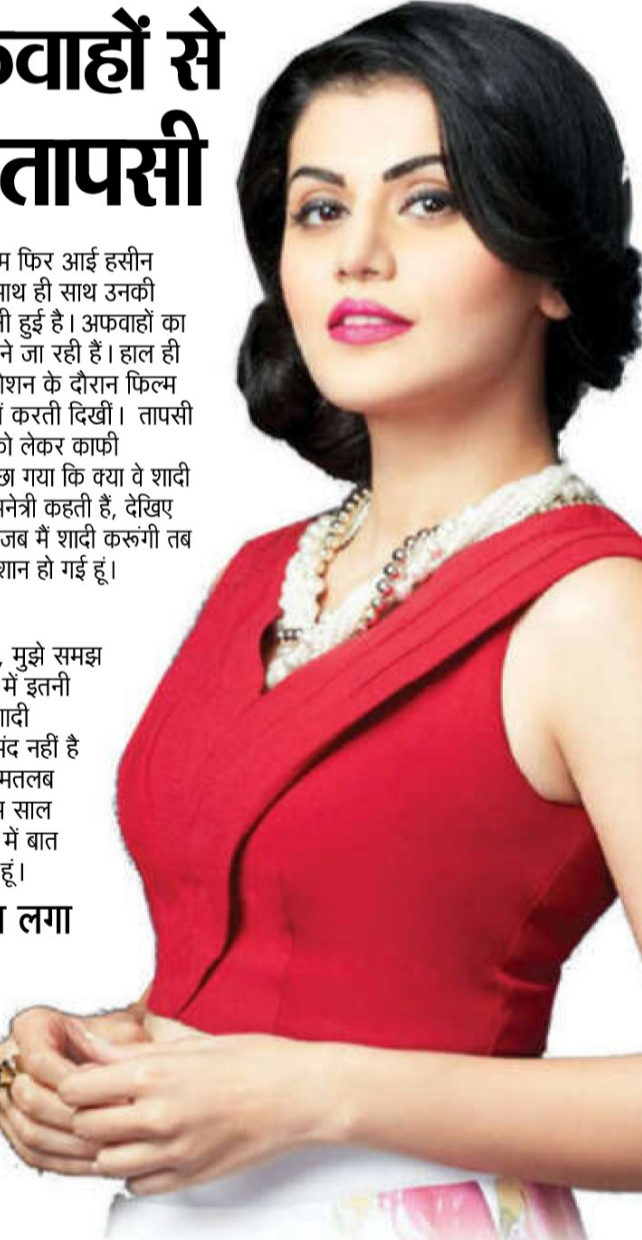 वाहों से
तापसी
म फिर आई हसीन
माथ ही साथ उनकी
नी हुई है। अफवाहों का
ने जा रही हैं। हाल ही
ोशन के दौरान फिल्म
ां करती दिखीं। तापसी
को लेकर काफी
छा गया कि क्या वे शादी
नेत्री कहती हैं, देखिए
जब मैं शादी करूंगी तब
शान हो गई हूं।
, मुझे समझ
में इतनी
ादी
संद नहीं है
मतलब
साल
में बात
हूं।
लगा